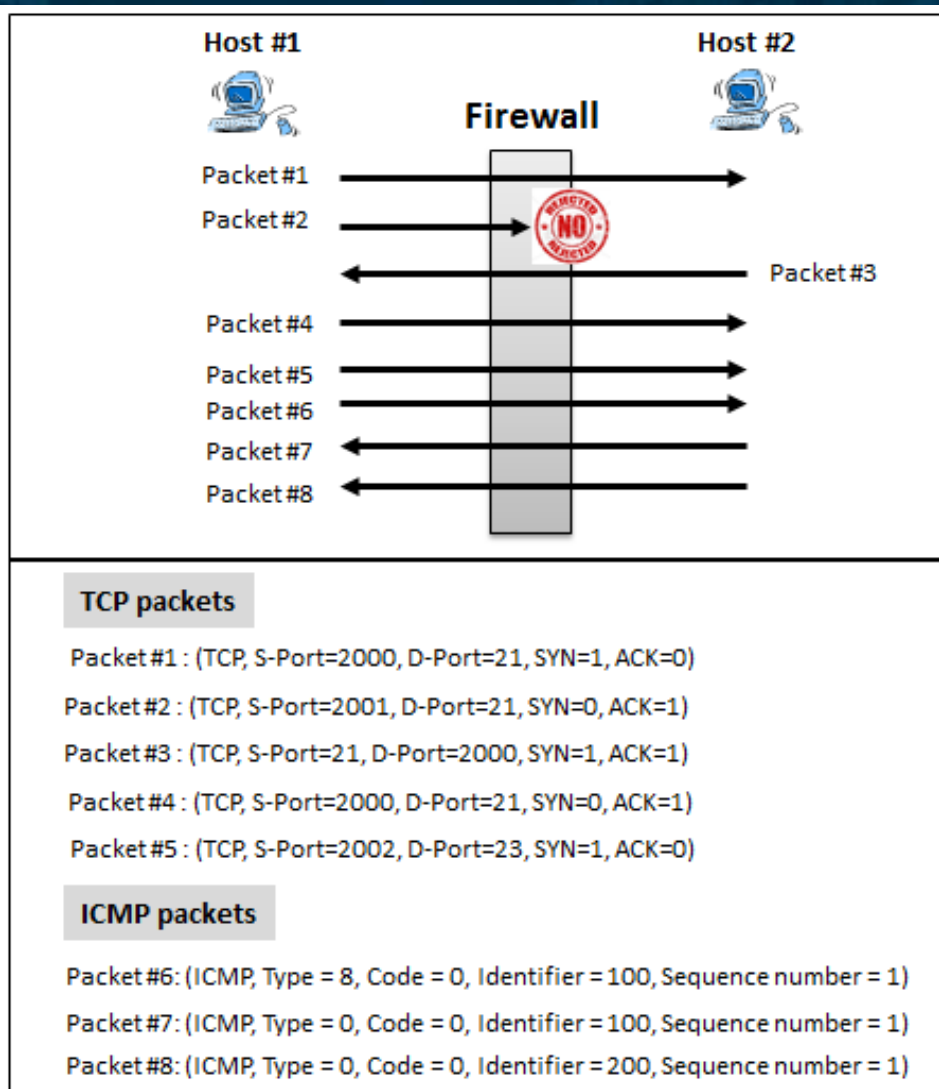 Host #1 Host #2
Firewall
Packet #1
Packet #2
REJECTED
NO
REJECTED
Packet #3
Packet #4
Packet #5
Packet #6
Packet #7
Packet #8
TCP packets
Packet #1 : (TCP, S-Port=2000, D-Port=21, SYN=1, ACK=0)
Packet #2 : (TCP, S-Port=2001, D-Port=21, SYN=0, ACK=1)
Packet #3 : (TCP, S-Port=21, D-Port=2000, SYN=1, ACK=1)
Packet #4 : (TCP, S-Port=2000, D-Port=21, SYN=0, ACK=1)
Packet #5 : (TCP, S-Port=2002, D-Port=23, SYN=1, ACK=0)
ICMP packets
Packet #6: (ICMP, Type = 8, Code = 0, Identifier = 100, Sequence number = 1)
Packet #7: (ICMP, Type = 0, Code = 0, Identifier = 100, Sequence number = 1)
Packet #8: (ICMP, Type = 0, Code = 0, Identifier = 200, Sequence number = 1)